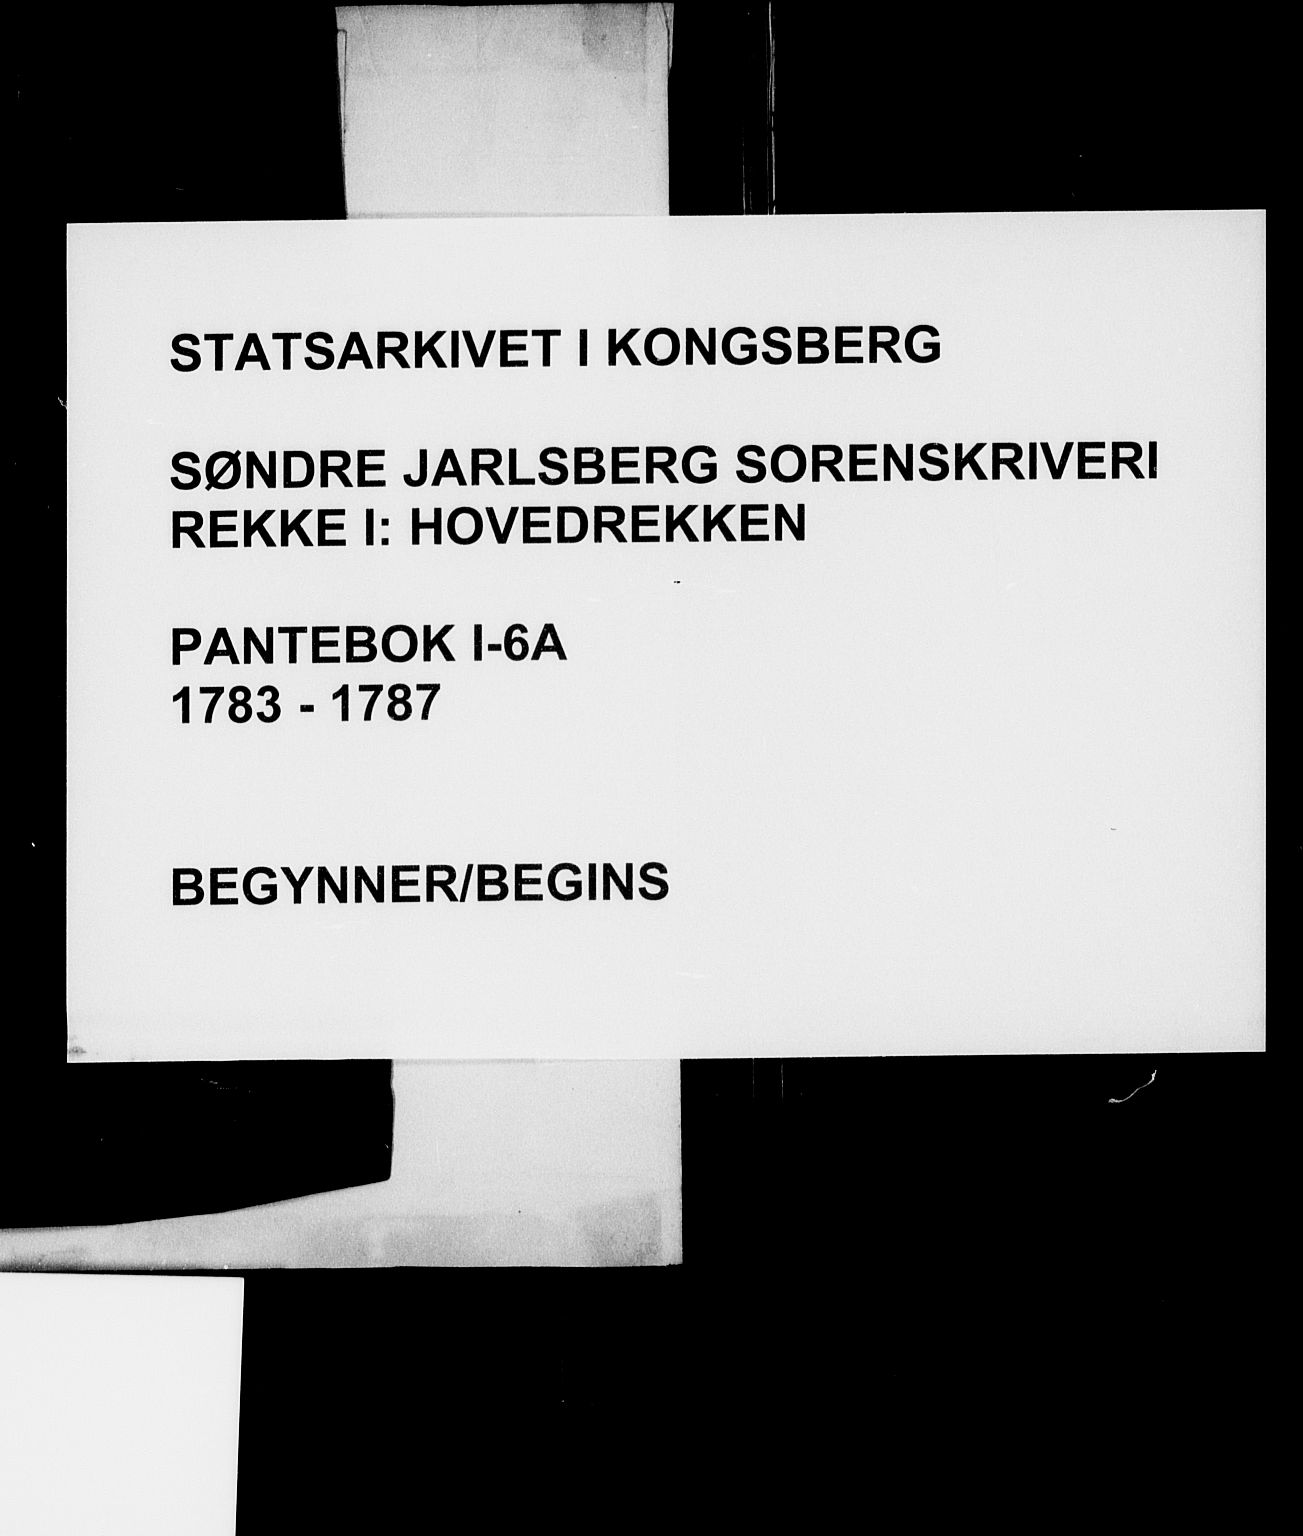 STATSARKIVET I KONGSBERG
SØNDRE JARLSBERG SORENSKRIVERI
REKKE I: HOVEDREKKEN
PANTEBOK I-6A
1783 - 1787
BEGYNNER/BEGINS